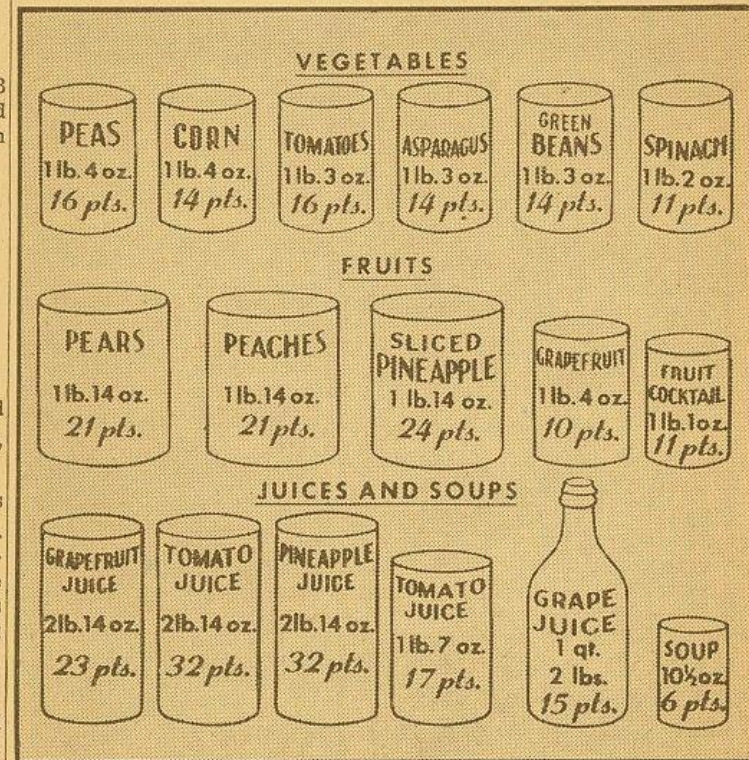 VEGETABLES
PEAS
1 lb. 4 oz.
16 pts.
CORN
1 lb. 4 oz.
14 pts.
TOMATOES
1 lb. 3 oz.
16 pts.
ASPARAGUS
1 lb. 3 oz.
14 pts.
GREEN
BEANS
1 lb. 3 oz.
14 pts.
SPINACH
1 lb. 2 oz.
11 pts.
FRUITS
PEARS
1 lb. 14 oz.
21 pts.
PEACHES
1 lb. 14 oz.
21 pts.
SLICED
PINEAPPLE
1 lb. 14 oz.
24 pts.
GRAPEFRUIT
1 lb. 4 oz.
10 pts.
FRUIT
COCKTAIL
1 lb. 1 oz.
11 pts.
JUICES AND SOUPS
GRAPEFRUIT
JUICE
2 lb. 14 oz.
23 pts.
TOMATO
JUICE
2 lb. 14 oz.
32 pts.
PINEAPPLE
JUICE
2 lb. 14 oz.
32 pts.
TOMATO
JUICE
1 lb. 7 oz.
17 pts.
GRAPE
JUICE
1 qt.
2 lbs.
15 pts.
SOUP
10½ oz.
6 pts.